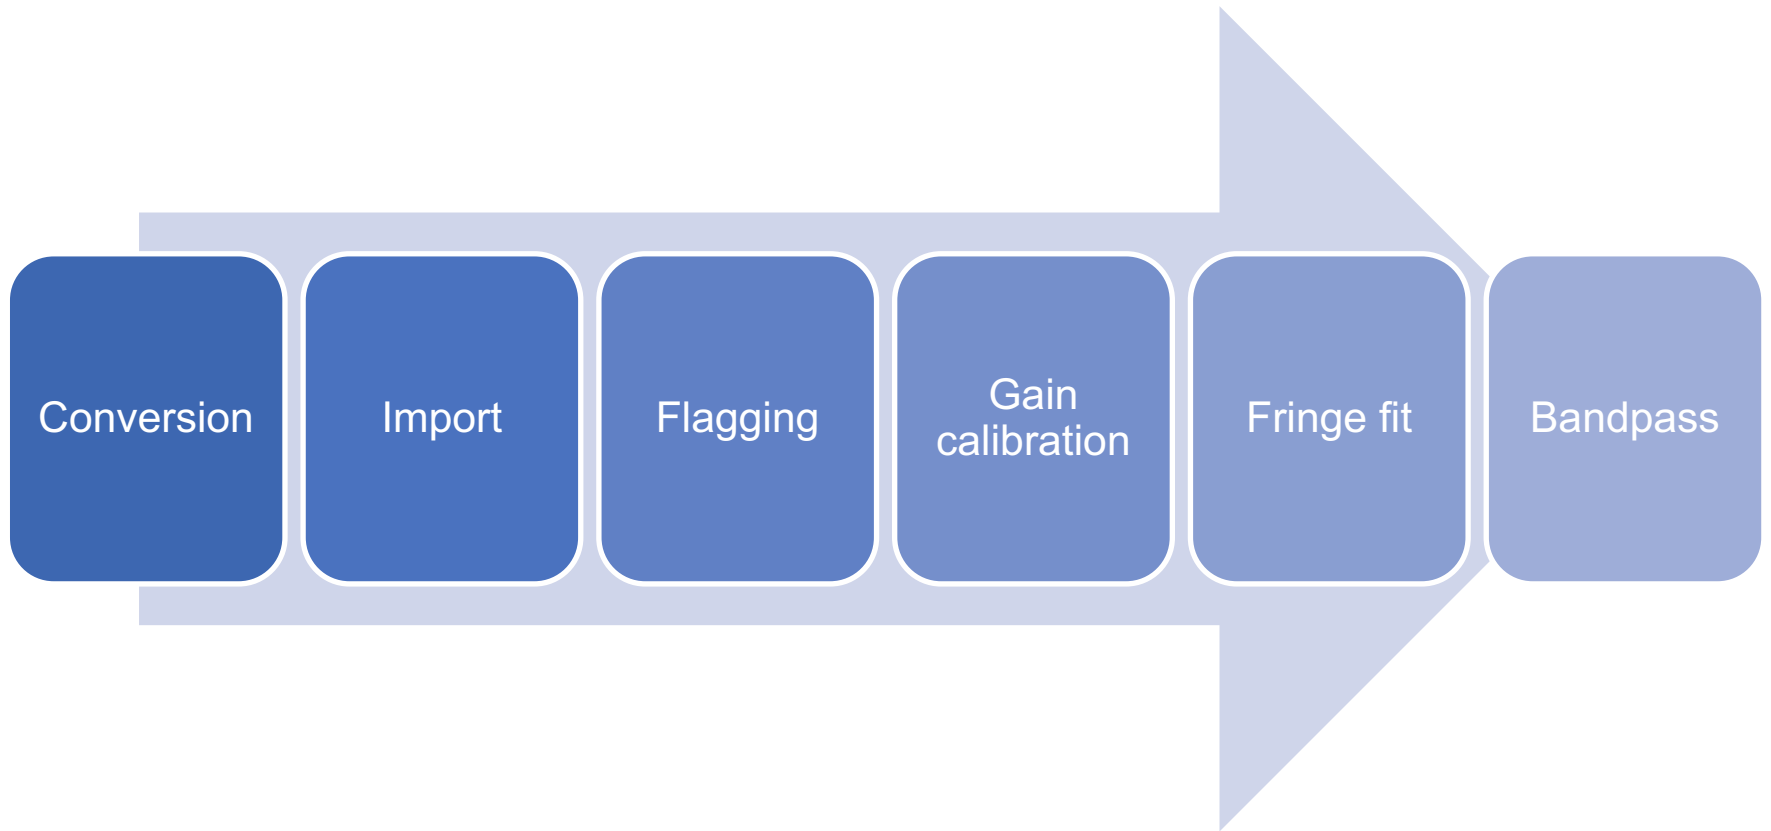 Conversion
Import
Flagging
Gain
calibration
Fringe fit
Bandpass